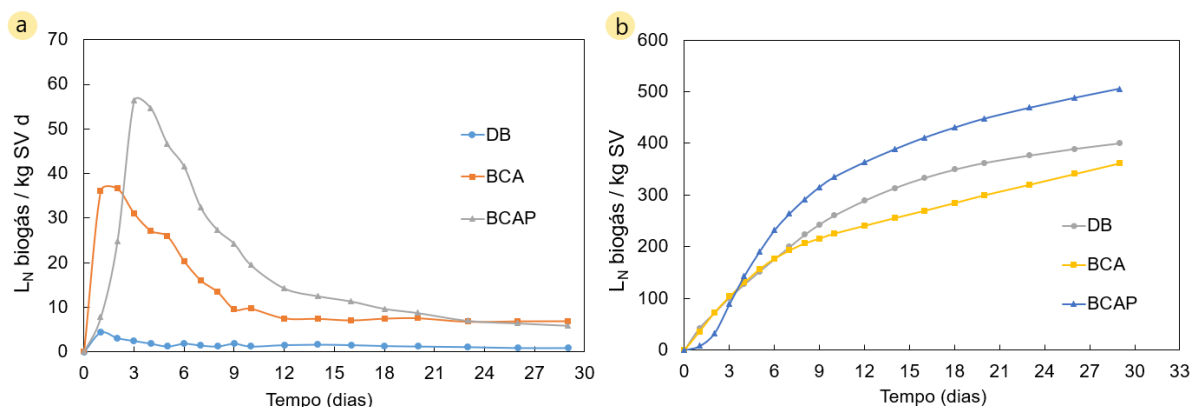 a
70
60
50
40
30
20
10
0
L_N biogás / kg SV d
0 3 6 9 12 15 18 21 24 27 30
Tempo (dias)
DB
BCA
BCAP
b
600
500
400
300
200
100
0
L_N biogás / kg SV
0 3 6 9 12 15 18 21 24 27 30 33
Tempo (dias)
DB
BCA
BCAP